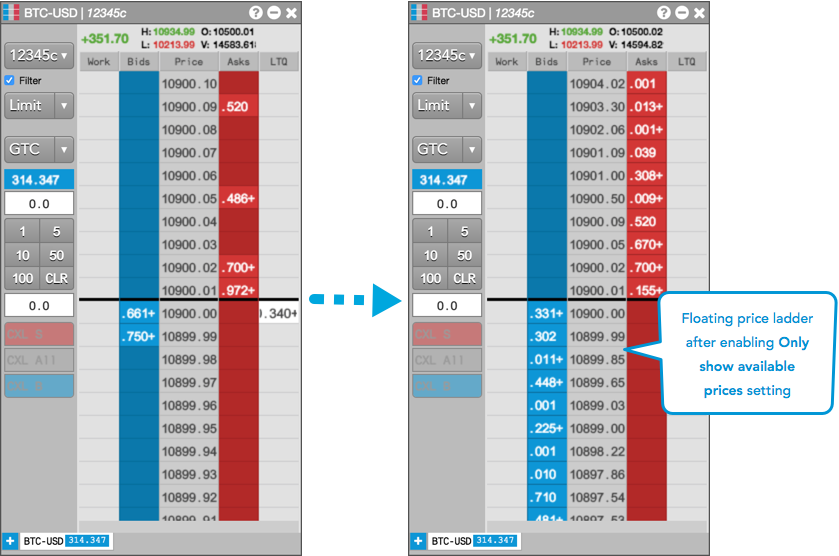 BTC-USD | 12345c
+351.70 H: 10934.99 O: 10500.01
L: 10213.99 V: 14583.61
12345c
Work Bids Price Asks LTQ
Filter
Limit
GTC
314.347
0.0
1 5
10 50
100 CLR
0.0
CXL S
CXL A11
10900.10
10900.09 .520
10900.08
10900.07
10900.06
10900.05 .486+
10900.04
10900.03
10900.02 .700+
10900.01 .972+
.661+ 10900.00 .340+
.750+ 10899.99
10899.98
10899.97
10899.96
10899.95
10899.94
10899.93
10899.92
10899.91
+ BTC-USD 314.347
BTC-USD | 12345c
+351.70 H: 10934.99 O: 10500.02
L: 10213.99 V: 14594.82
12345c
Work Bids Price Asks LTQ
Filter
Limit
GTC
314.347
0.0
1 5
10 50
100 CLR
0.0
CXL S
CXL A11
10904.02 .001
10903.30 .013+
10902.06 .001+
10901.09 .039
10901.00 .308+
10900.50 .009+
10900.09 .520
10900.05 .670+
10900.02 .700+
10900.01 .155+
.331+ 10900.00
.302 10899.99
.011+ 10899.85
.448+ 10899.65
.001 10899.03
.225+ 10899.00
.001 10898.22
.010 10897.86
.710 10897.54
.481+ 10897.53
+ BTC-USD 314.347
Floating price ladder
after enabling Only
show available
prices setting